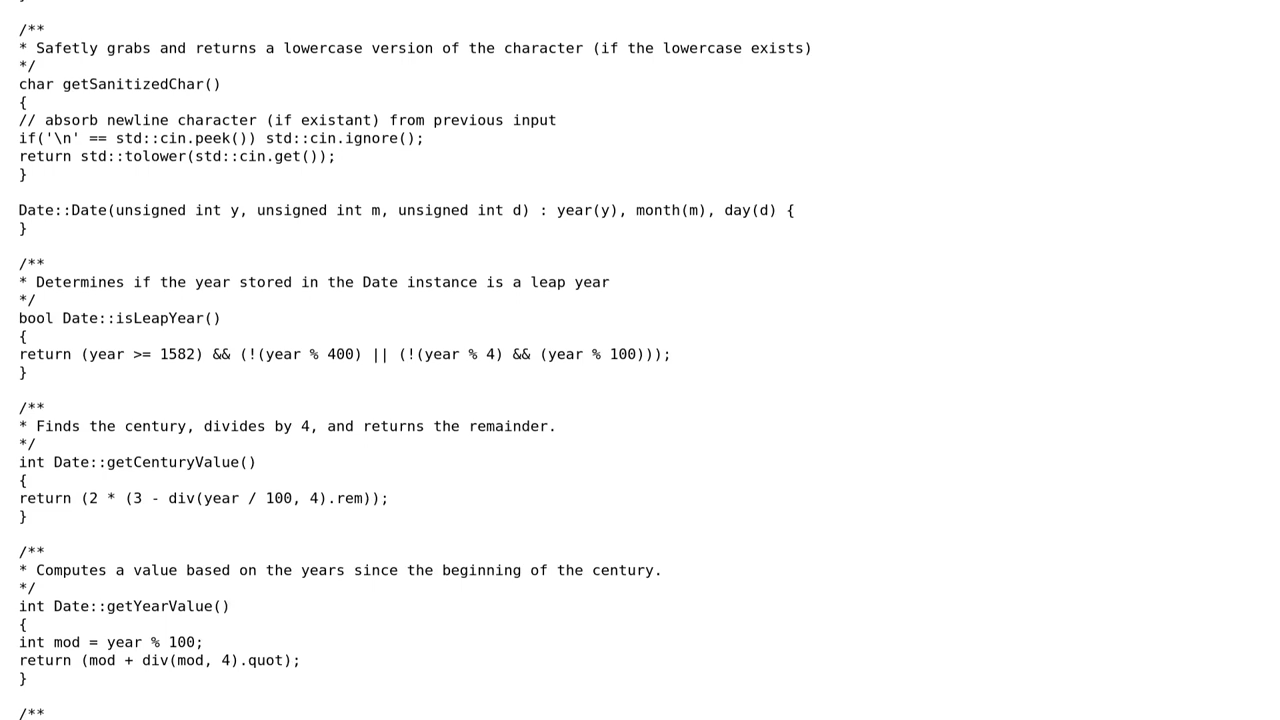 }
/**
* Safetly grabs and returns a lowercase version of the character (if the lowercase exists)
*/
char getSanitizedChar()
{
// absorb newline character (if existant) from previous input
if('\n' == std::cin.peek()) std::cin.ignore();
return std::tolower(std::cin.get());
}
Date::Date(unsigned int y, unsigned int m, unsigned int d) : year(y), month(m), day(d) {
}
/**
* Determines if the year stored in the Date instance is a leap year
*/
bool Date::isLeapYear()
{
return (year >= 1582) && (!(year % 400) || (!(year % 4) && (year % 100)));
}
/**
* Finds the century, divides by 4, and returns the remainder.
*/
int Date::getCenturyValue()
{
return (2 * (3 - div(year / 100, 4).rem));
}
/**
* Computes a value based on the years since the beginning of the century.
*/
int Date::getYearValue()
{
int mod = year % 100;
return (mod + div(mod, 4).quot);
}
/**